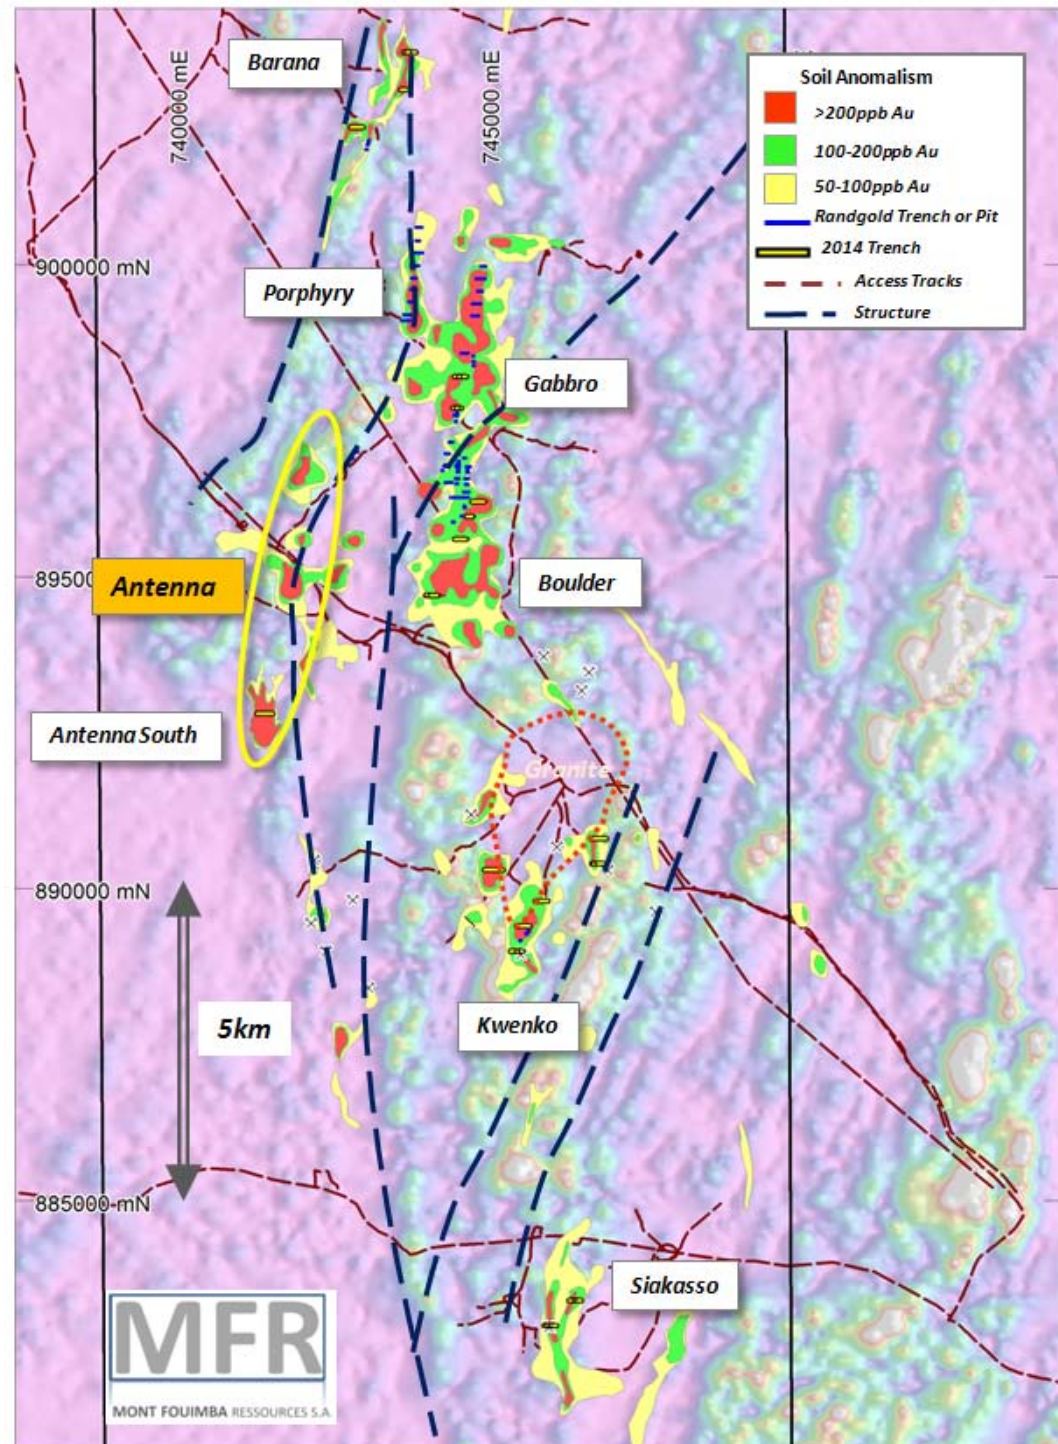 Barana
740000 mE
745000 mE
Soil Anomalism
>200ppb Au
100-200ppb Au
50-100ppb Au
Randgold Trench or Pit
2014 Trench
Access Tracks
Structure
900000 mN
Porphyry
Gabbro
89500
Antenna
Boulder
Antenna South
Granite
890000 mN
5km
Kwenko
885000 mN
Siakasso
MFR
MONT FOUIMBA RESSOURCES S.A.